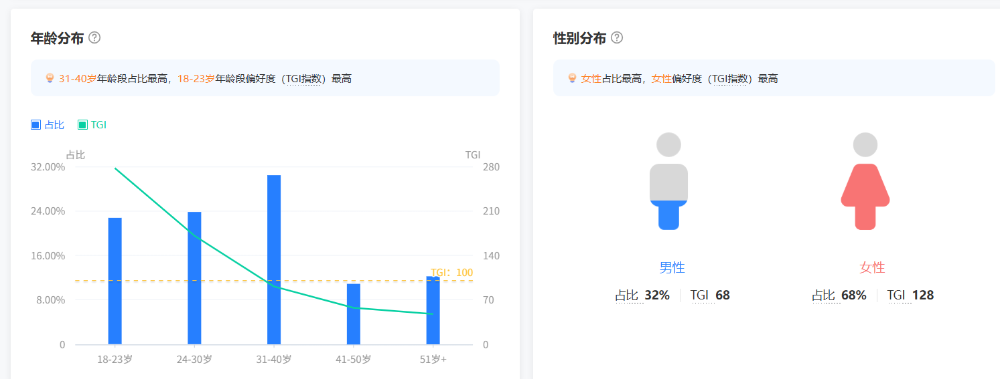 年龄分布 ?
31-40岁年龄段占比最高，18-23岁年龄段偏好度（TGI指数）最高
占比 TGI
占比 TGI
32.00% 280
24.00% 210
16.00% 140
TGI：100
8.00% 70
0 0
18-23岁 24-30岁 31-40岁 41-50岁 51岁+
性别分布 ?
女性占比最高，女性偏好度（TGI指数）最高
男性 女性
占比 32% TGI 68 占比 68% TGI 128